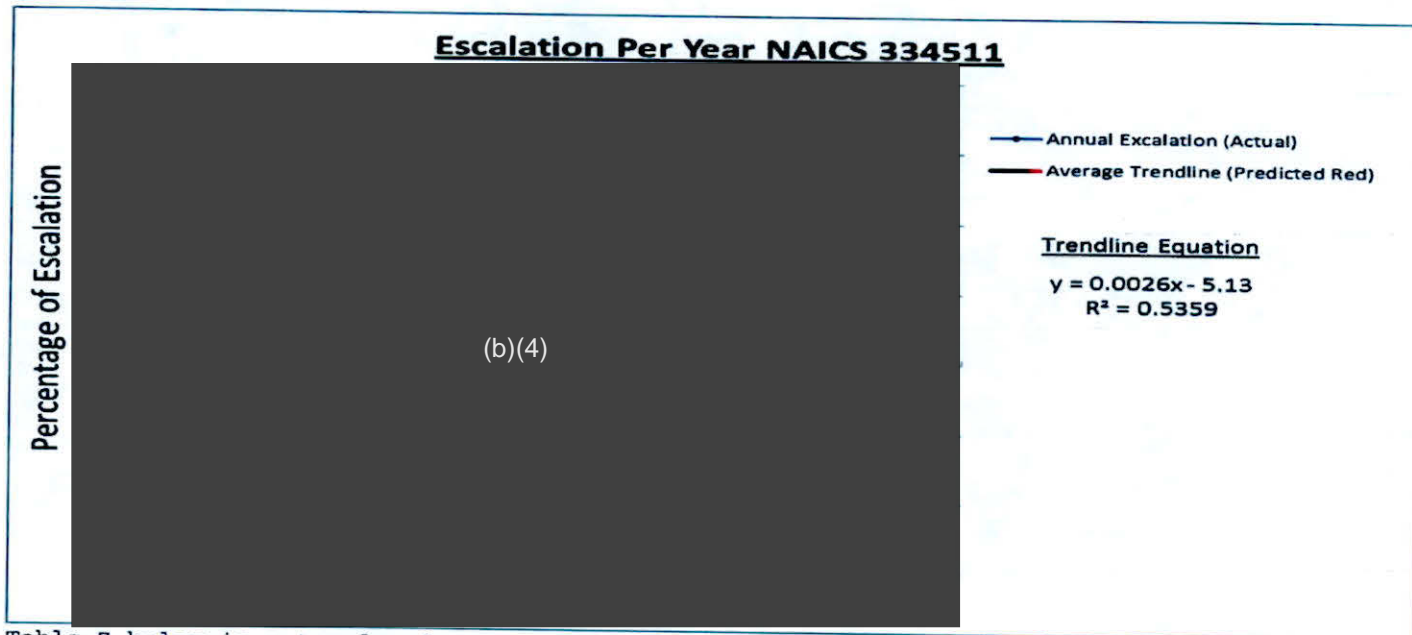 Escalation Per Year NAICS 334511
Percentage of Escalation
(b)(4)
Annual Excalation (Actual)
Average Trendline (Predicted Red)
Trendline Equation
y = 0.0026x - 5.13
R² = 0.5359